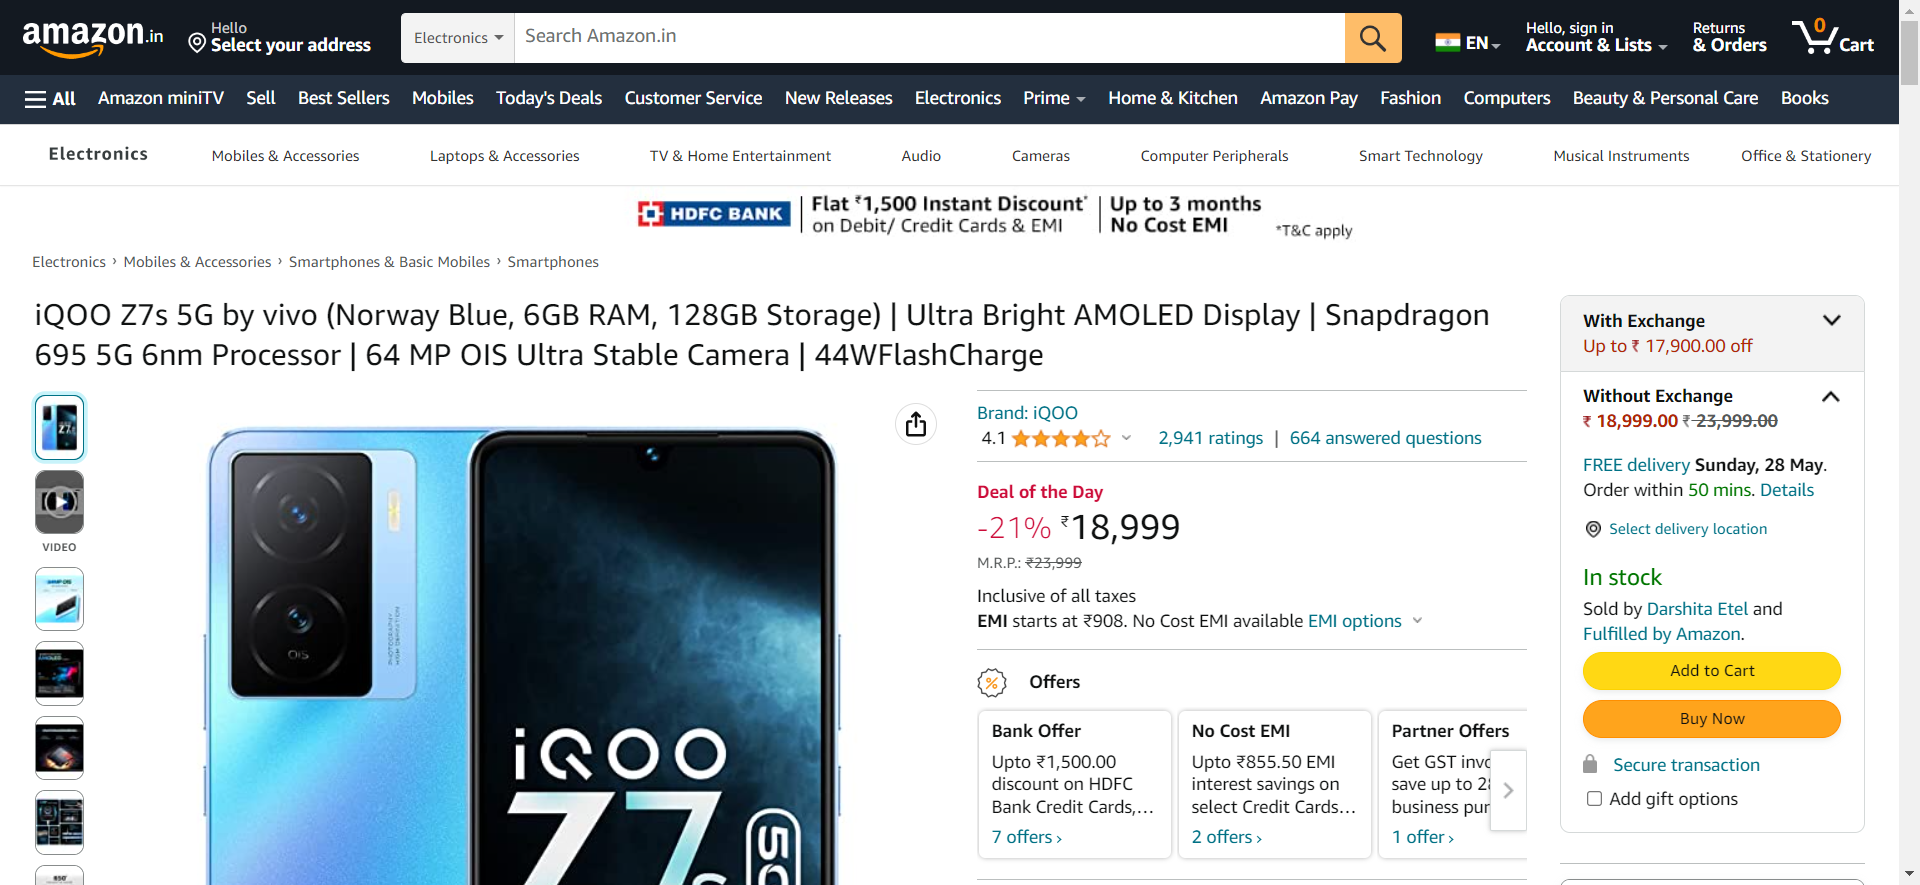 amazon.in
Hello
Select your address
Electronics
Search Amazon.in
EN
Hello, sign in
Account & Lists
Returns
& Orders
0
Cart
All
Amazon miniTV
Sell
Best Sellers
Mobiles
Today's Deals
Customer Service
New Releases
Electronics
Prime
Home & Kitchen
Amazon Pay
Fashion
Computers
Beauty & Personal Care
Books
Electronics
Mobiles & Accessories
Laptops & Accessories
TV & Home Entertainment
Audio
Cameras
Computer Peripherals
Smart Technology
Musical Instruments
Office & Stationery
HDFC BANK
Flat ₹1,500 Instant Discount*
on Debit/ Credit Cards & EMI
Up to 3 months
No Cost EMI
*T&C apply
Electronics › Mobiles & Accessories › Smartphones & Basic Mobiles › Smartphones
iQOO Z7s 5G by vivo (Norway Blue, 6GB RAM, 128GB Storage) | Ultra Bright AMOLED Display | Snapdragon
695 5G 6nm Processor | 64 MP OIS Ultra Stable Camera | 44WFlashCharge
VIDEO
OIS
PHOTOGRAPHY
HIGH DEFINITION
iQOO
Z7s
5G
Brand: iQOO
4.1
2,941 ratings | 664 answered questions
Deal of the Day
-21% ₹18,999
M.R.P.: ₹23,999
Inclusive of all taxes
EMI starts at ₹908. No Cost EMI available EMI options
Offers
Bank Offer
Upto ₹1,500.00
discount on HDFC
Bank Credit Cards,…
7 offers ›
No Cost EMI
Upto ₹855.50 EMI
interest savings on
select Credit Cards…
2 offers ›
Partner Offers
Get GST invo
save up to 28
business pur
1 offer ›
With Exchange
Up to ₹ 17,900.00 off
Without Exchange
₹ 18,999.00 ₹ 23,999.00
FREE delivery Sunday, 28 May.
Order within 50 mins. Details
Select delivery location
In stock
Sold by Darshita Etel and
Fulfilled by Amazon.
Add to Cart
Buy Now
Secure transaction
Add gift options